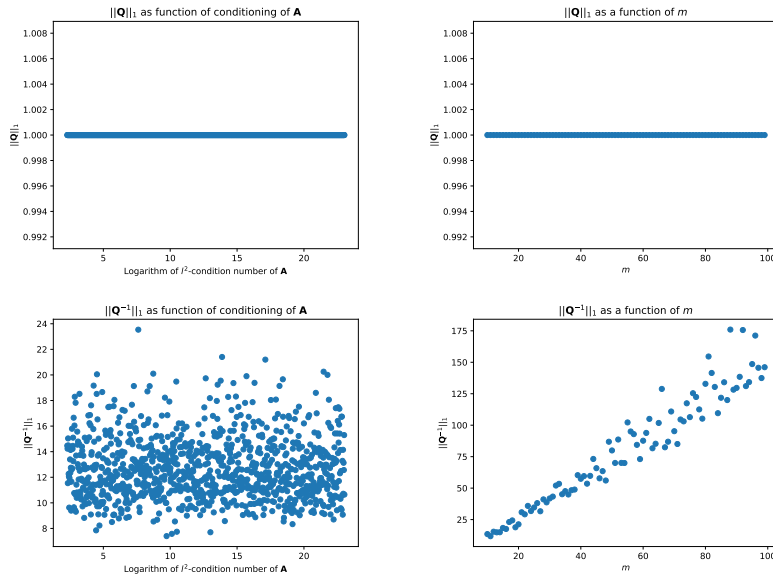 ||Q||₁ as function of conditioning of A
||Q||₁
1.008
1.006
1.004
1.002
1.000
0.998
0.996
0.994
0.992
5 10 15 20
Logarithm of l²-condition number of A
||Q||₁ as a function of m
||Q||₁
1.008
1.006
1.004
1.002
1.000
0.998
0.996
0.994
0.992
20 40 60 80 100
m
||Q⁻¹||₁ as function of conditioning of A
||Q⁻¹||₁
24
22
20
18
16
14
12
10
8
5 10 15 20
Logarithm of l²-condition number of A
||Q⁻¹||₁ as a function of m
||Q⁻¹||₁
175
150
125
100
75
50
25
20 40 60 80 100
m